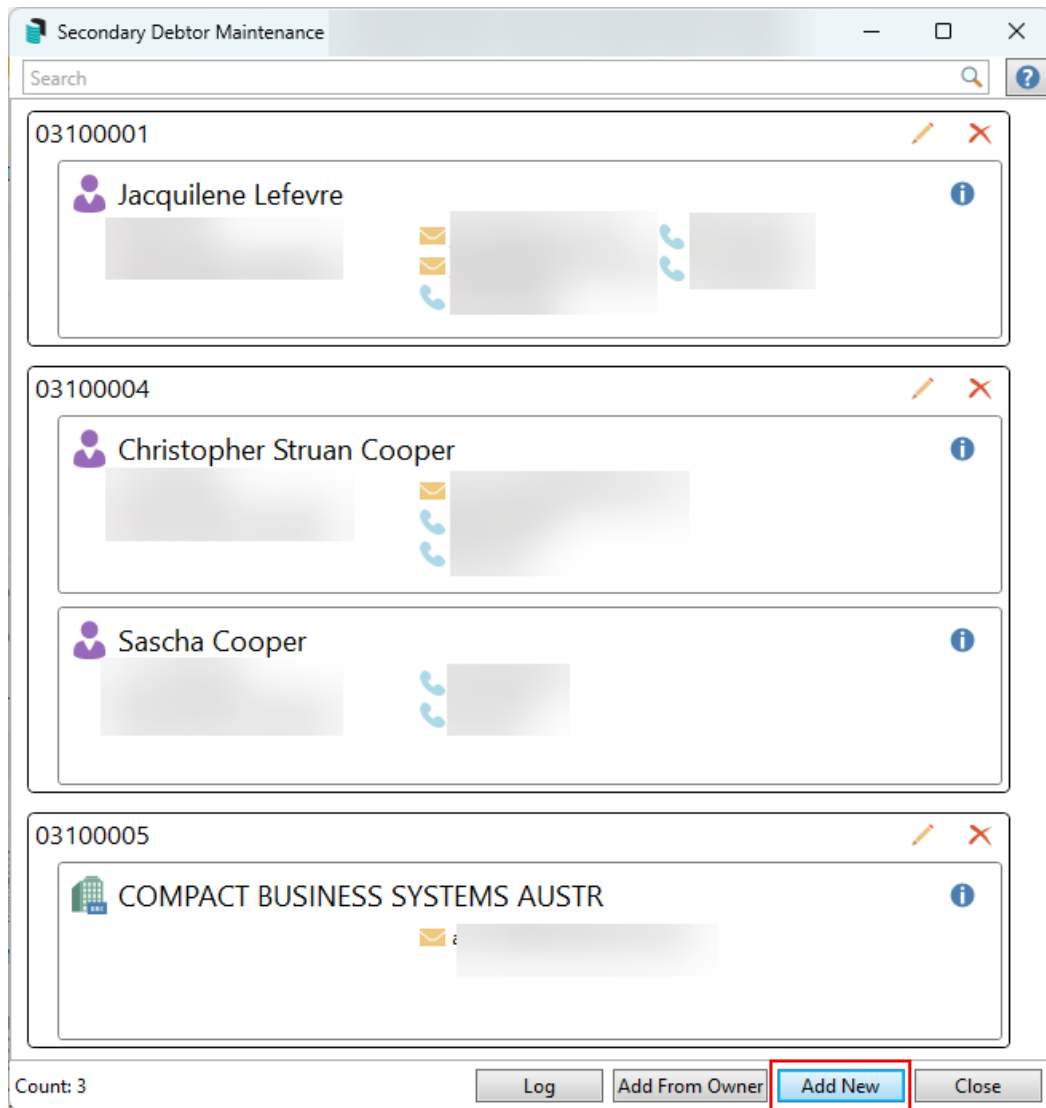 Secondary Debtor Maintenance
Search
03100001
Jacquilene Lefevre
03100004
Christopher Struan Cooper
Sascha Cooper
03100005
COMPACT BUSINESS SYSTEMS AUSTR
Count: 3
Log
Add From Owner
Add New
Close